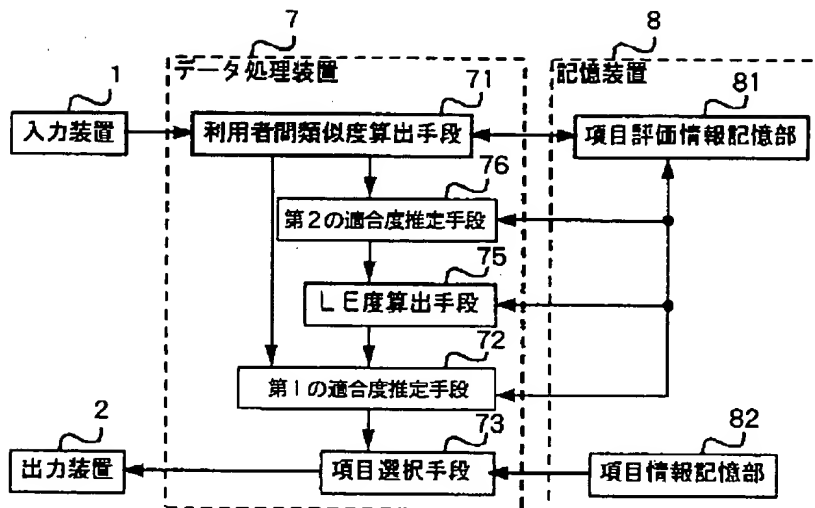 7
データ処理装置
8
記憶装置
1
入力装置
71
利用者間類似度算出手段
81
項目評価情報記憶部
76
第2の適合度推定手段
75
LE度算出手段
72
第1の適合度推定手段
2
出力装置
73
項目選択手段
82
項目情報記憶部